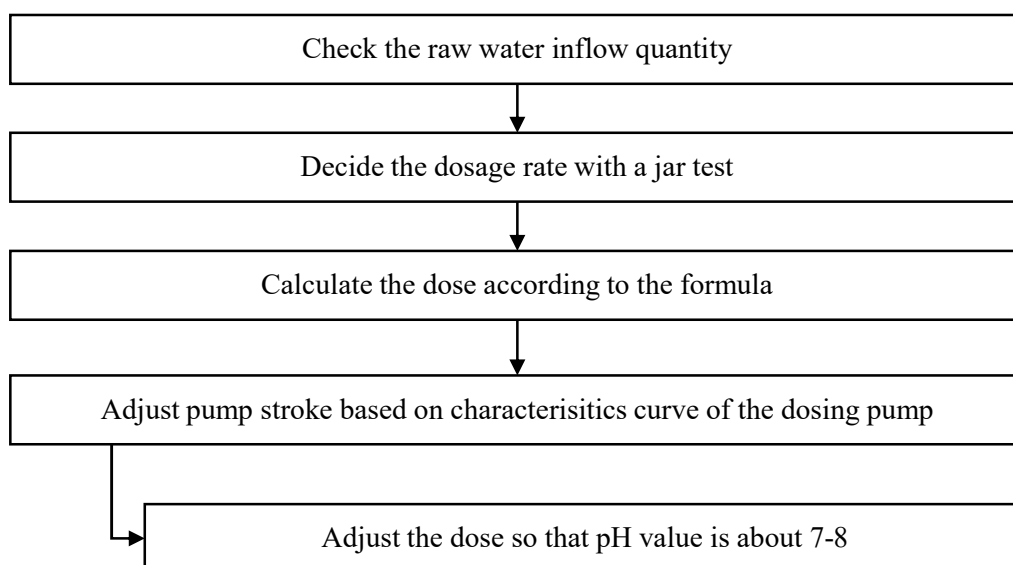 Check the raw water inflow quantity
Decide the dosage rate with a jar test
Calculate the dose according to the formula
Adjust pump stroke based on characterisitics curve of the dosing pump
Adjust the dose so that pH value is about 7-8